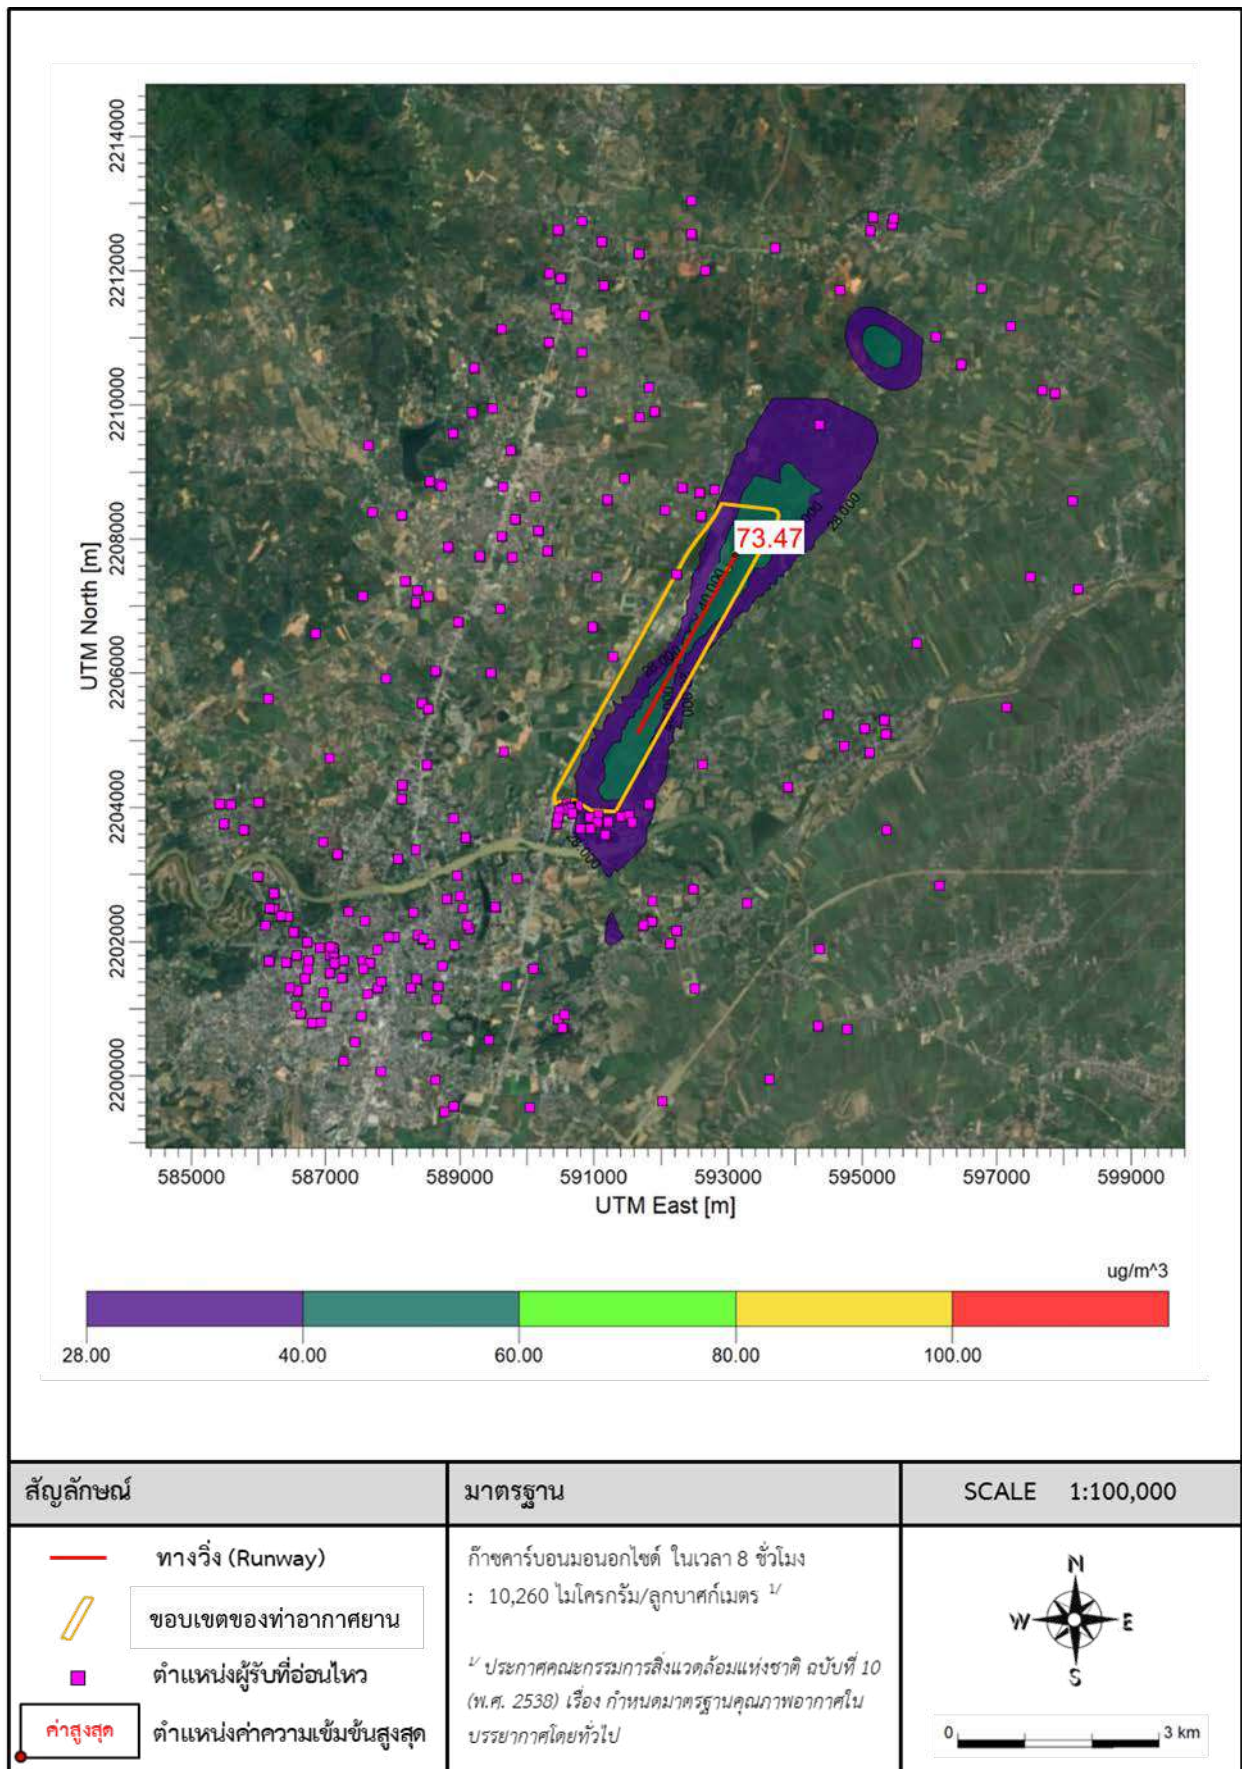 2214000
2212000
2210000
2208000
2206000
2204000
2202000
2200000
UTM North [m]
28.000
73.47
40.000
28.000
28.000
585000 587000 589000 591000 593000 595000 597000 599000
UTM East [m]
ug/m^3
28.00 40.00 60.00 80.00 100.00
สัญลักษณ์
ทางวิ่ง (Runway)
ขอบเขตของท่าอากาศยาน
ตำแหน่งผู้รับที่อ่อนไหว
ค่าสูงสุด
ตำแหน่งค่าความเข้มข้นสูงสุด
มาตรฐาน
ก๊าซคาร์บอนมอนอกไซด์ ในเวลา 8 ชั่วโมง
: 10,260 ไมโครกรัม/ลูกบาศก์เมตร 1/
1/ ประกาศคณะกรรมการสิ่งแวดล้อมแห่งชาติ ฉบับที่ 10
(พ.ศ. 2538) เรื่อง กำหนดมาตรฐานคุณภาพอากาศใน
บรรยากาศโดยทั่วไป
SCALE 1:100,000
N
W E
S
0 3 km